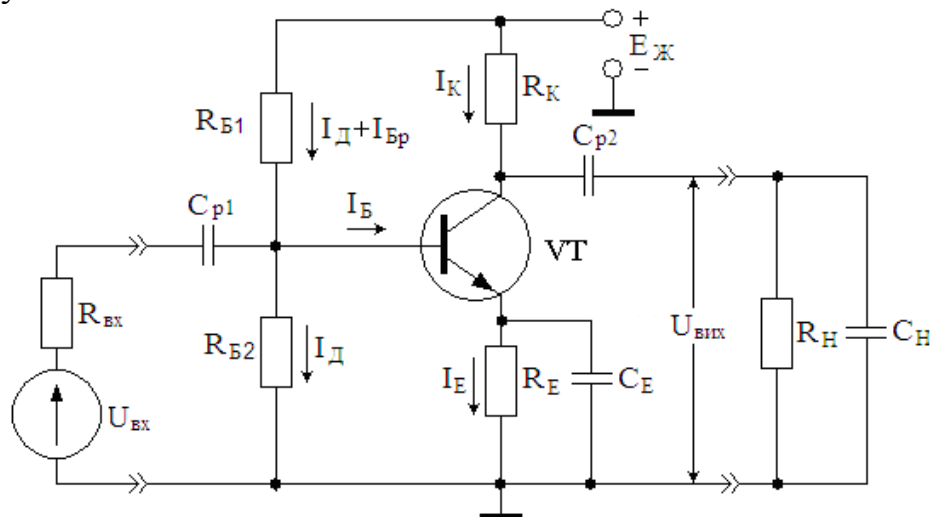 +
E Ж
−
I К
R К
R Б1
I Д+I Бр
C р2
C р1
I Б
VT
R вх
R Б2
I Д
U вих
R Н
C Н
I Е
R Е
C Е
U вх